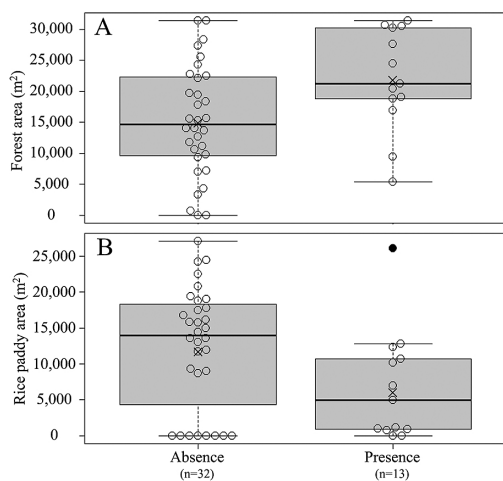 A
Forest area (m²)
30,000
25,000
20,000
15,000
10,000
5,000
0
B
Rice paddy area (m²)
25,000
20,000
15,000
10,000
5,000
0
Absence
(n=32)
Presence
(n=13)